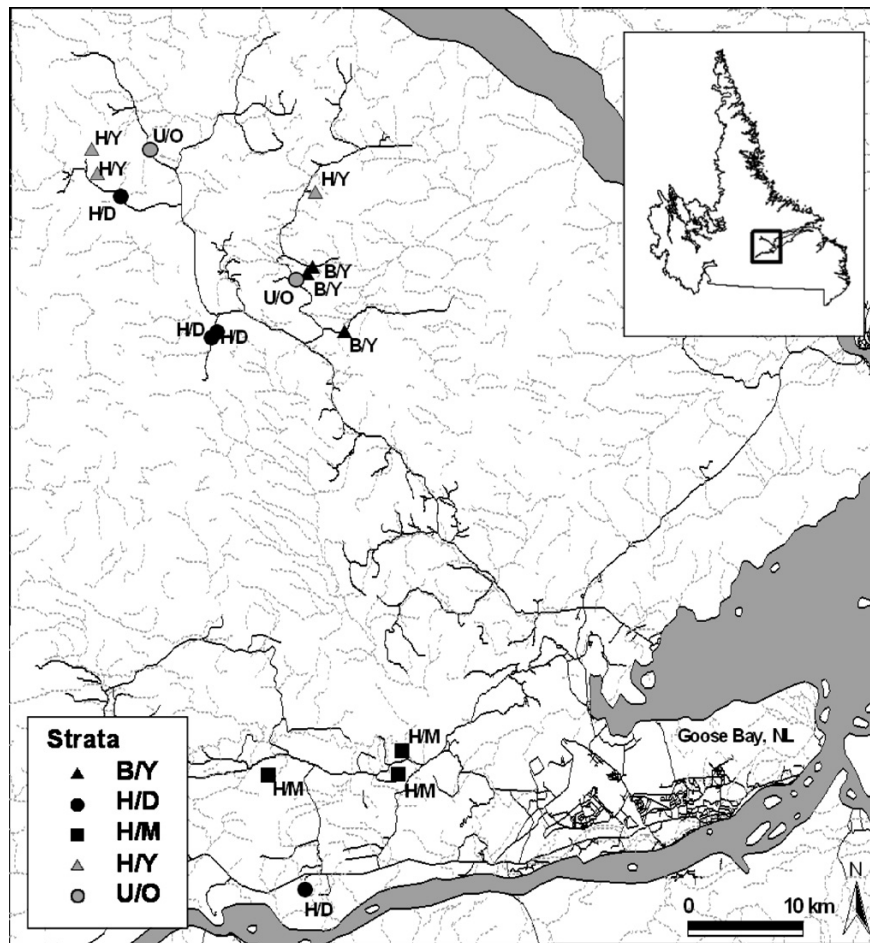 H/Y
U/O
H/Y
H/Y
H/D
B/Y
B/Y
U/O
H/D
H/D
B/Y
Goose Bay, NL
H/M
H/M
H/M
H/D
Strata
B/Y
H/D
H/M
H/Y
U/O
N
0 10 km